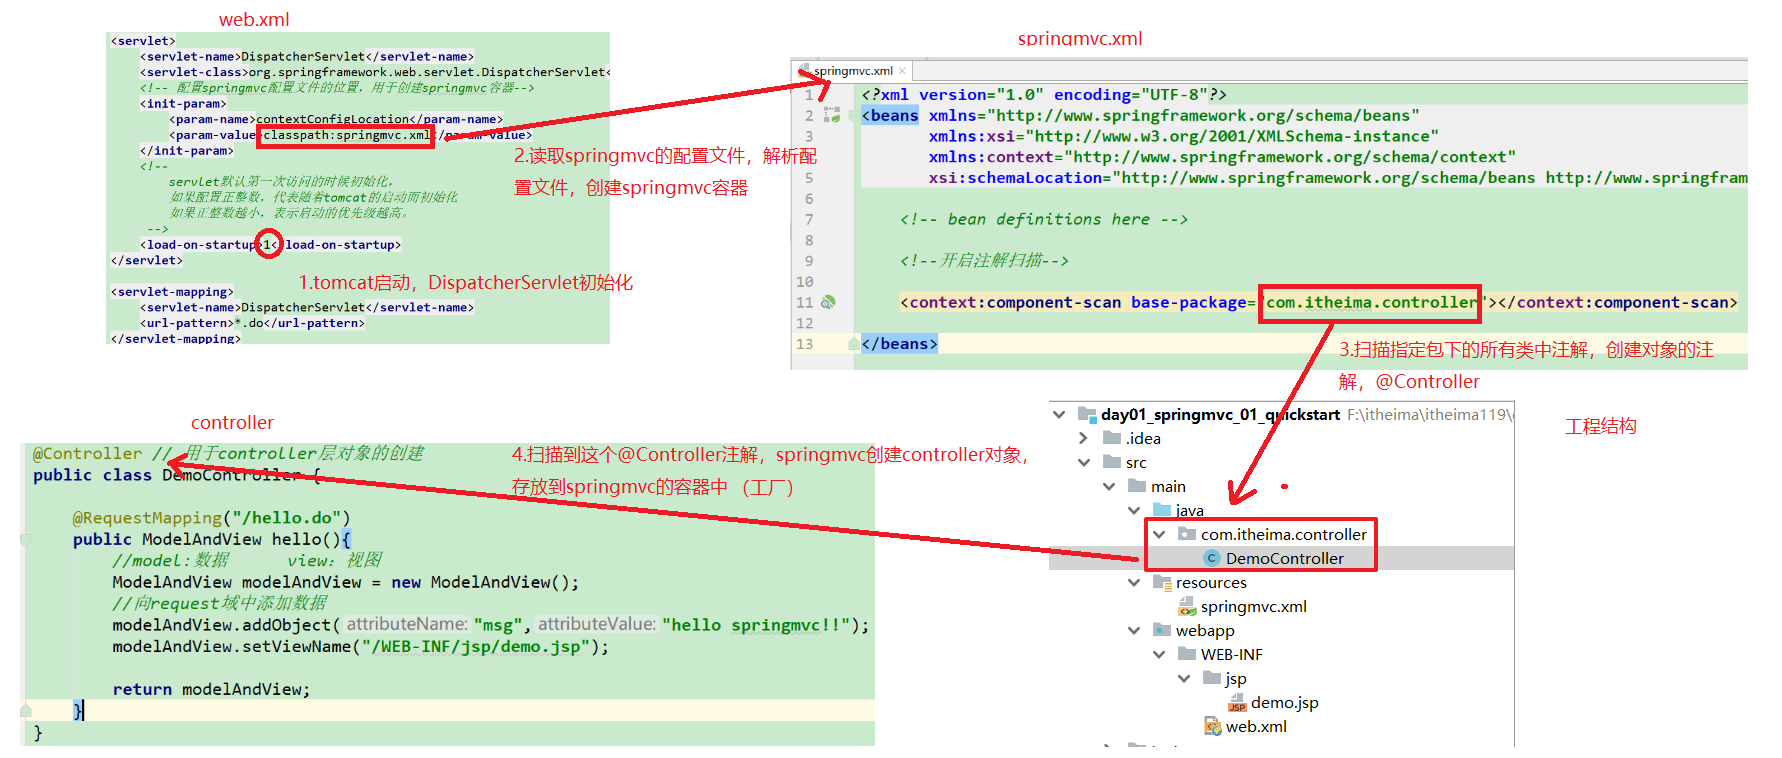 web.xml
<servlet>
<servlet-name>DispatcherServlet</servlet-name>
<servlet-class>org.springframework.web.servlet.DispatcherServlet<
<!-- 配置springmvc配置文件的位置，用于创建springmvc容器-->
<init-param>
<param-name>contextConfigLocation</param-name>
<param-value>classpath:springmvc.xml</param-value>
</init-param>
<!--
servlet默认第一次访问的时候初始化，
如果配置正整数，代表随着tomcat的启动而初始化
如果正整数越小，表示启动的优先级越高。
-->
<load-on-startup>1</load-on-startup>
</servlet>
<servlet-mapping>
<servlet-name>DispatcherServlet</servlet-name>
<url-pattern>*.do</url-pattern>
</servlet-mapping>
1.tomcat启动，DispatcherServlet初始化
2.读取springmvc的配置文件，解析配
置文件，创建springmvc容器
springmvc.xml
springmvc.xml ×
1 <?xml version="1.0" encoding="UTF-8"?>
2 <beans xmlns="http://www.springframework.org/schema/beans"
3 xmlns:xsi="http://www.w3.org/2001/XMLSchema-instance"
4 xmlns:context="http://www.springframework.org/schema/context"
5 xsi:schemaLocation="http://www.springframework.org/schema/beans http://www.springfram
6
7 <!-- bean definitions here -->
8
9 <!--开启注解扫描-->
10
11 <context:component-scan base-package="com.itheima.controller"></context:component-scan>
12
13 </beans>
3.扫描指定包下的所有类中注解，创建对象的注
解，@Controller
controller
@Controller // 用于controller层对象的创建
public class DemoController {
@RequestMapping("/hello.do")
public ModelAndView hello(){
//model:数据 view: 视图
ModelAndView modelAndView = new ModelAndView();
//向request域中添加数据
modelAndView.addObject( attributeName: "msg", attributeValue: "hello springmvc!!");
modelAndView.setViewName("/WEB-INF/jsp/demo.jsp");
return modelAndView;
}
}
4.扫描到这个@Controller注解，springmvc创建controller对象，
存放到springmvc的容器中 （工厂）
工程结构
day01_springmvc_01_quickstart F:\itheima\itheima119\
.idea
src
main
java
com.itheima.controller
DemoController
resources
springmvc.xml
webapp
WEB-INF
jsp
demo.jsp
web.xml